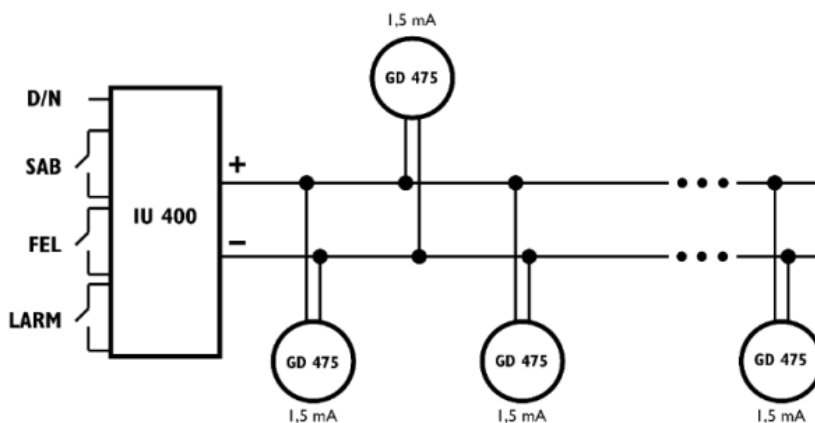 1,5 mA
GD 475
D/N
SAB
+
IU 400
FEL
−
LARM
GD 475
GD 475
GD 475
1,5 mA
1,5 mA
1,5 mA